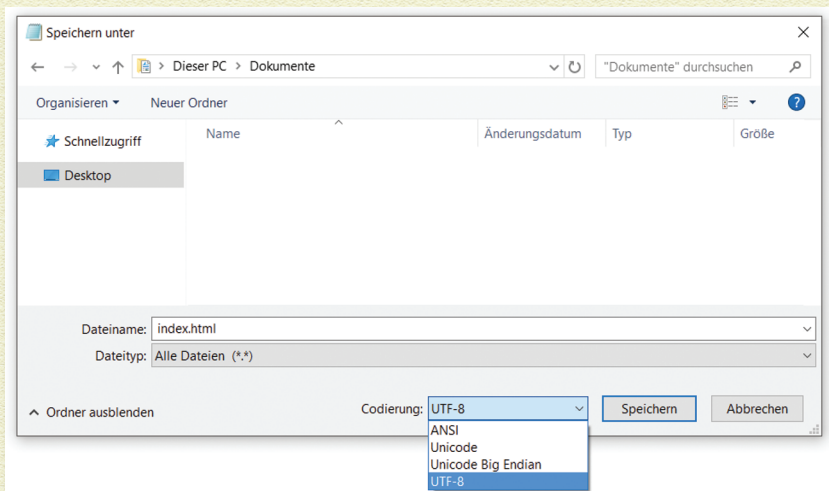 Speichern unter
Dieser PC > Dokumente
"Dokumente" durchsuchen
Organisieren
Neuer Ordner
?
Schnellzugriff
Desktop
Name
Änderungsdatum
Typ
Größe
Dateiname: index.html
Dateityp: Alle Dateien (*.*)
Ordner ausblenden
Codierung: UTF-8
Speichern
Abbrechen
ANSI
Unicode
Unicode Big Endian
UTF-8